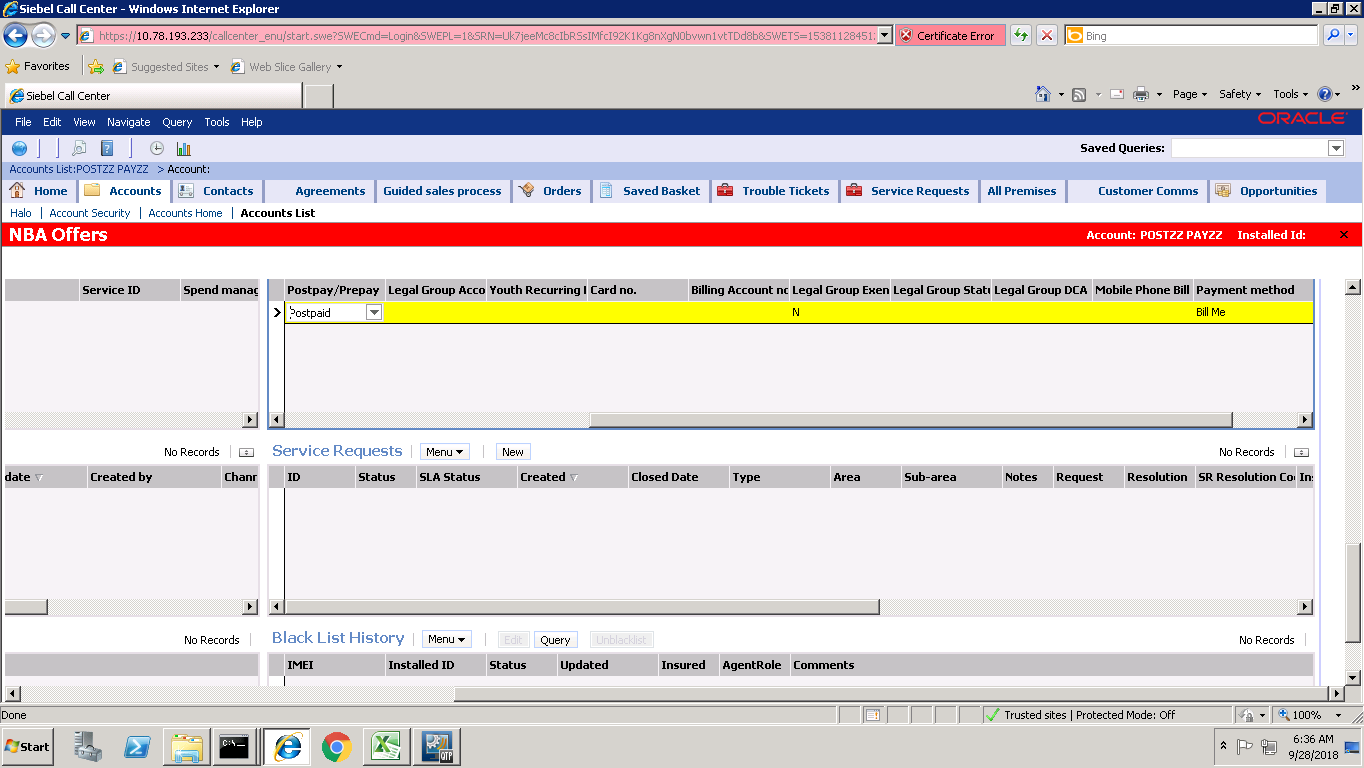 Siebel Call Center - Windows Internet Explorer
https://10.78.193.233/callcenter_enu/start.swe?SWECmd=Login&SWEPL=1&SRN=Uk7jeeMc8cIbRSsIMfcI92K1Kg8nXgN0bvwn1vtTDd8b&SWETS=15381128451. Certificate Error Bing
Favorites Suggested Sites Web Slice Gallery
Siebel Call Center Page Safety Tools
File Edit View Navigate Query Tools Help ORACLE
Saved Queries:
Accounts List:POSTZZ PAYZZ > Account:
Home Accounts Contacts Agreements Guided sales process Orders Saved Basket Trouble Tickets Service Requests All Premises Customer Comms Opportunities
Halo | Account Security | Accounts Home | Accounts List
NBA Offers Account: POSTZZ PAYZZ Installed Id:
Service ID Spend manag Postpay/Prepay Legal Group Acco Youth Recurring Card no. Billing Account no Legal Group Exen Legal Group Statu Legal Group DCA Mobile Phone Bill Payment method
Postpaid N Bill Me
No Records Service Requests Menu New No Records
date Created by Chann ID Status SLA Status Created Closed Date Type Area Sub-area Notes Request Resolution SR Resolution Co Ins
No Records Black List History Menu Edit Query Unblacklist No Records
IMEI Installed ID Status Updated Insured AgentRole Comments
Done Trusted sites | Protected Mode: Off 100%
Start C:\ QTP 6:36 AM
9/28/2018